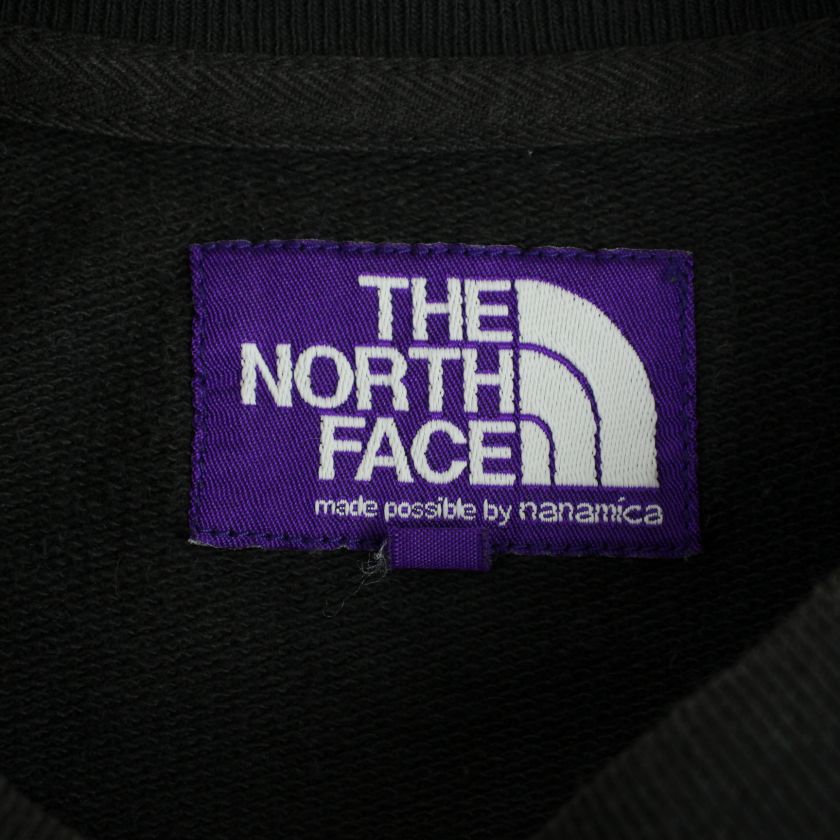 THE
NORTH
FACE
made possible by nanamica